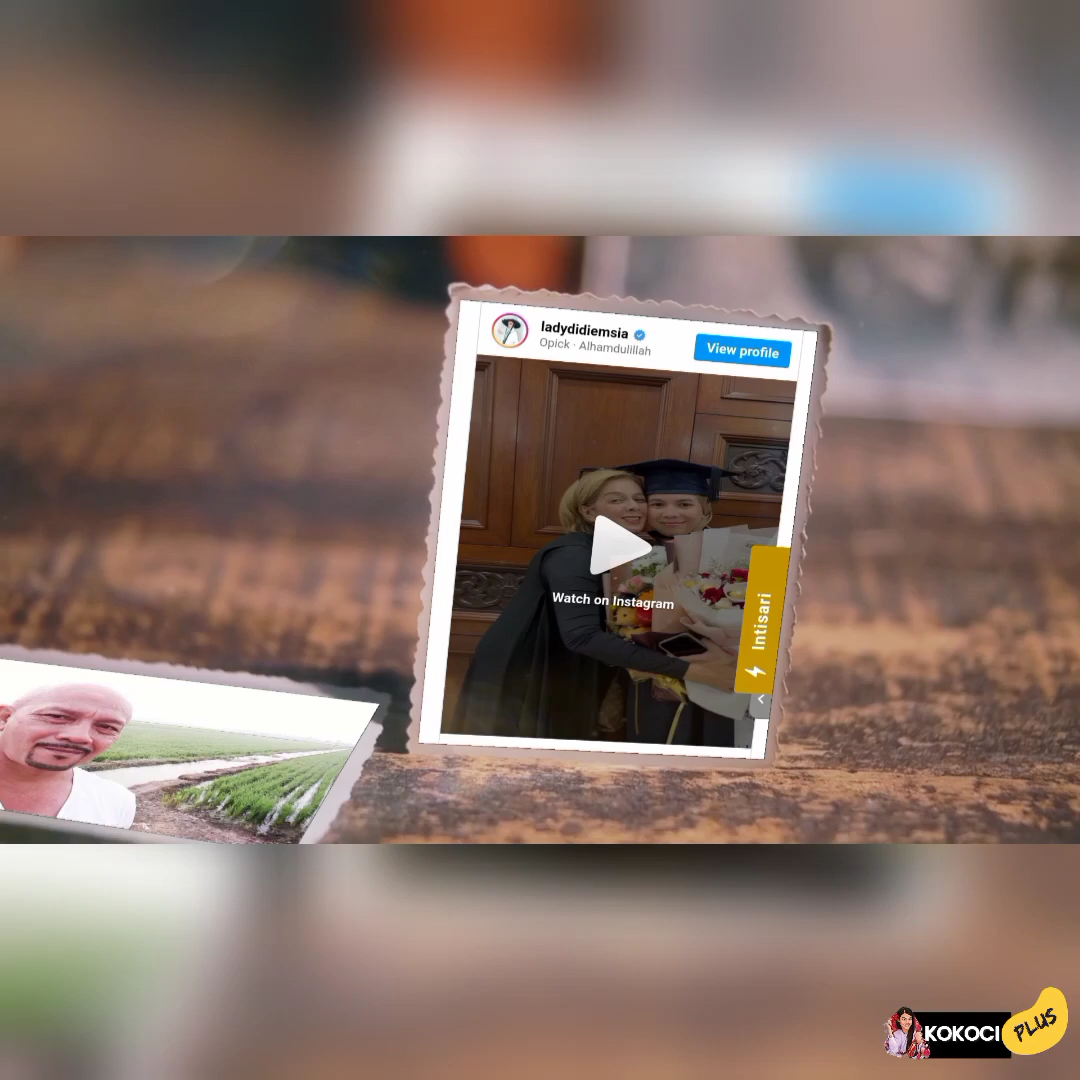 ladydidiemsia
Opick · Alhamdulillah
View profile
Watch on Instagram
Intisari
KOKOCI
PLUS